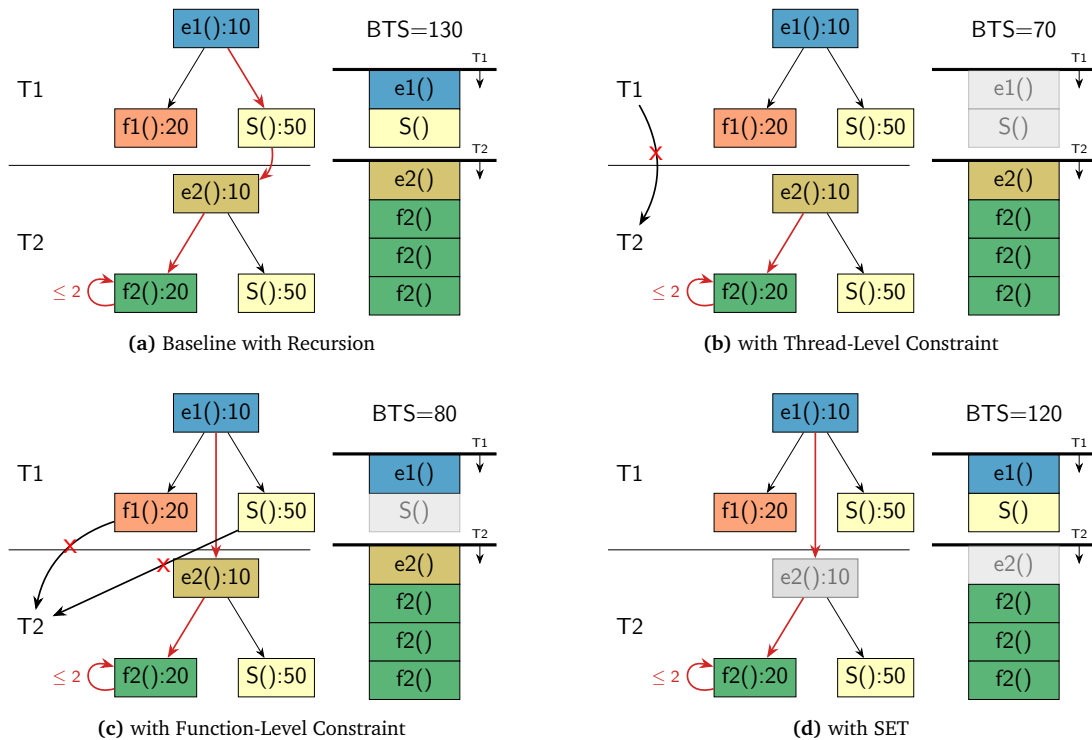 e1():10
BTS=130
T1
T1
e1()
f1():20
S():50
S()
T2
e2():10
e2()
T2
f2()
f2()
≤ 2
f2():20
S():50
f2()
(a) Baseline with Recursion
e1():10
BTS=70
T1
T1
e1()
f1():20
S():50
S()
X
T2
e2():10
e2()
T2
f2()
f2()
≤ 2
f2():20
S():50
f2()
(b) with Thread-Level Constraint
e1():10
BTS=80
T1
T1
e1()
f1():20
S():50
S()
X
X
T2
e2():10
e2()
T2
f2()
f2()
≤ 2
f2():20
S():50
f2()
(c) with Function-Level Constraint
e1():10
BTS=120
T1
T1
e1()
f1():20
S():50
S()
T2
e2():10
e2()
T2
f2()
f2()
≤ 2
f2():20
S():50
f2()
(d) with SET